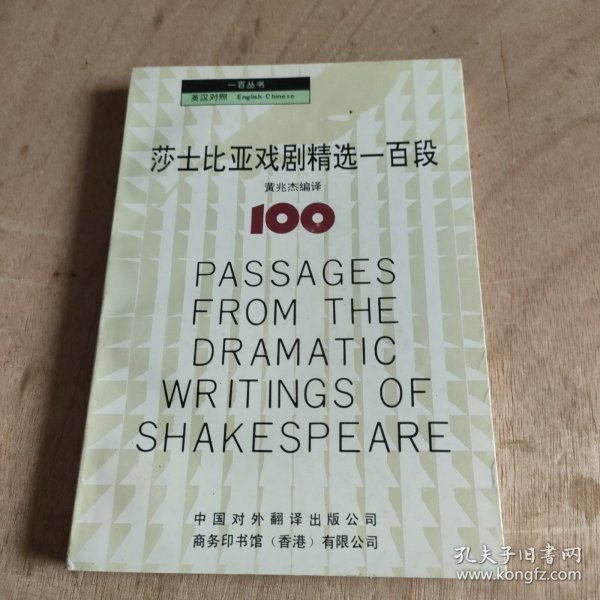 一百丛书
英汉对照 English Chinese
莎士比亚戏剧精选一百段
黄兆杰编译
100
PASSAGES
FROM THE
DRAMATIC
WRITINGS OF
SHAKESPEARE
中国对外翻译出版公司
商务印书馆（香港）有限公司
孔夫子旧书网
www.kongfz.com